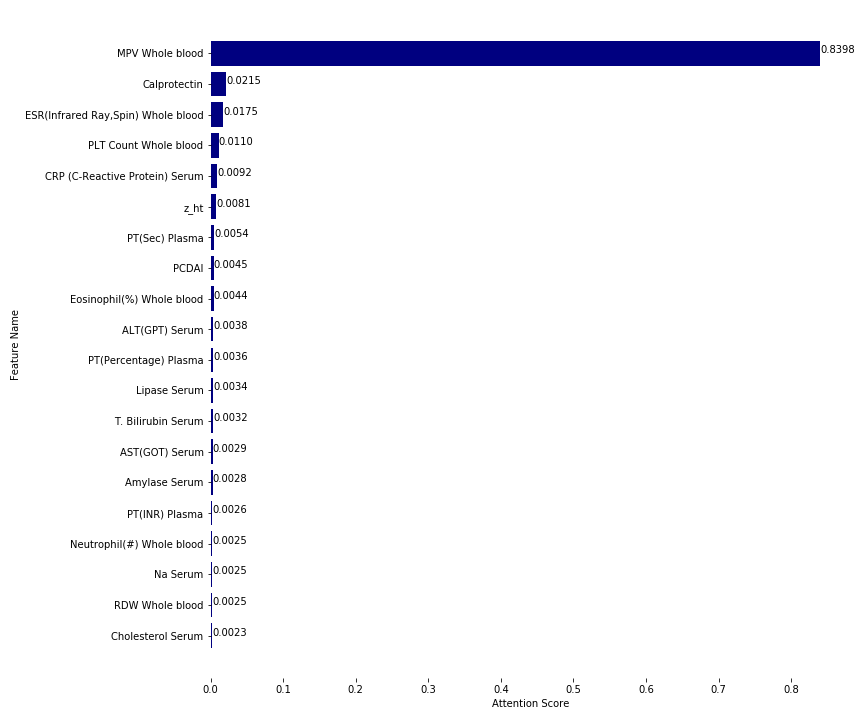 MPV Whole blood 0.8398
Calprotectin 0.0215
ESR(Infrared Ray,Spin) Whole blood 0.0175
PLT Count Whole blood 0.0110
CRP (C-Reactive Protein) Serum 0.0092
z_ht 0.0081
PT(Sec) Plasma 0.0054
PCDAI 0.0045
Eosinophil(%) Whole blood 0.0044
ALT(GPT) Serum 0.0038
PT(Percentage) Plasma 0.0036
Lipase Serum 0.0034
T. Bilirubin Serum 0.0032
AST(GOT) Serum 0.0029
Amylase Serum 0.0028
PT(INR) Plasma 0.0026
Neutrophil(#) Whole blood 0.0025
Na Serum 0.0025
RDW Whole blood 0.0025
Cholesterol Serum 0.0023
Feature Name
0.0 0.1 0.2 0.3 0.4 0.5 0.6 0.7 0.8
Attention Score